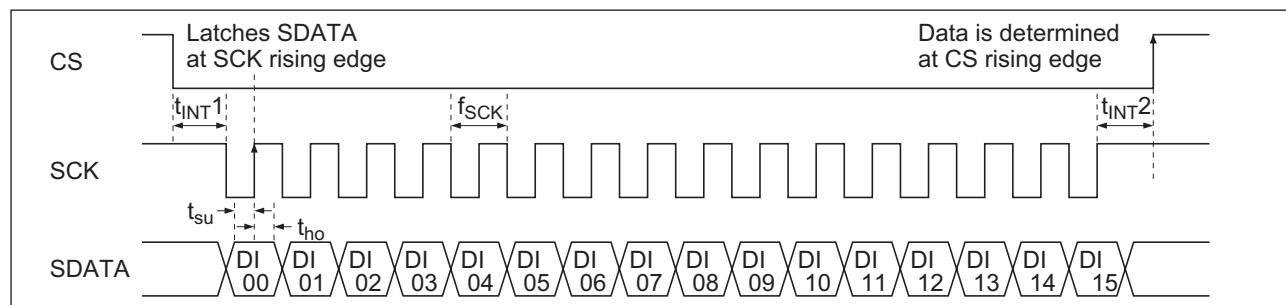 Latches SDATA
at SCK rising edge
Data is determined
at CS rising edge
CS
tINT1
fSCK
tINT2
SCK
tsu
tho
SDATA
DI 00
DI 01
DI 02
DI 03
DI 04
DI 05
DI 06
DI 07
DI 08
DI 09
DI 10
DI 11
DI 12
DI 13
DI 14
DI 15